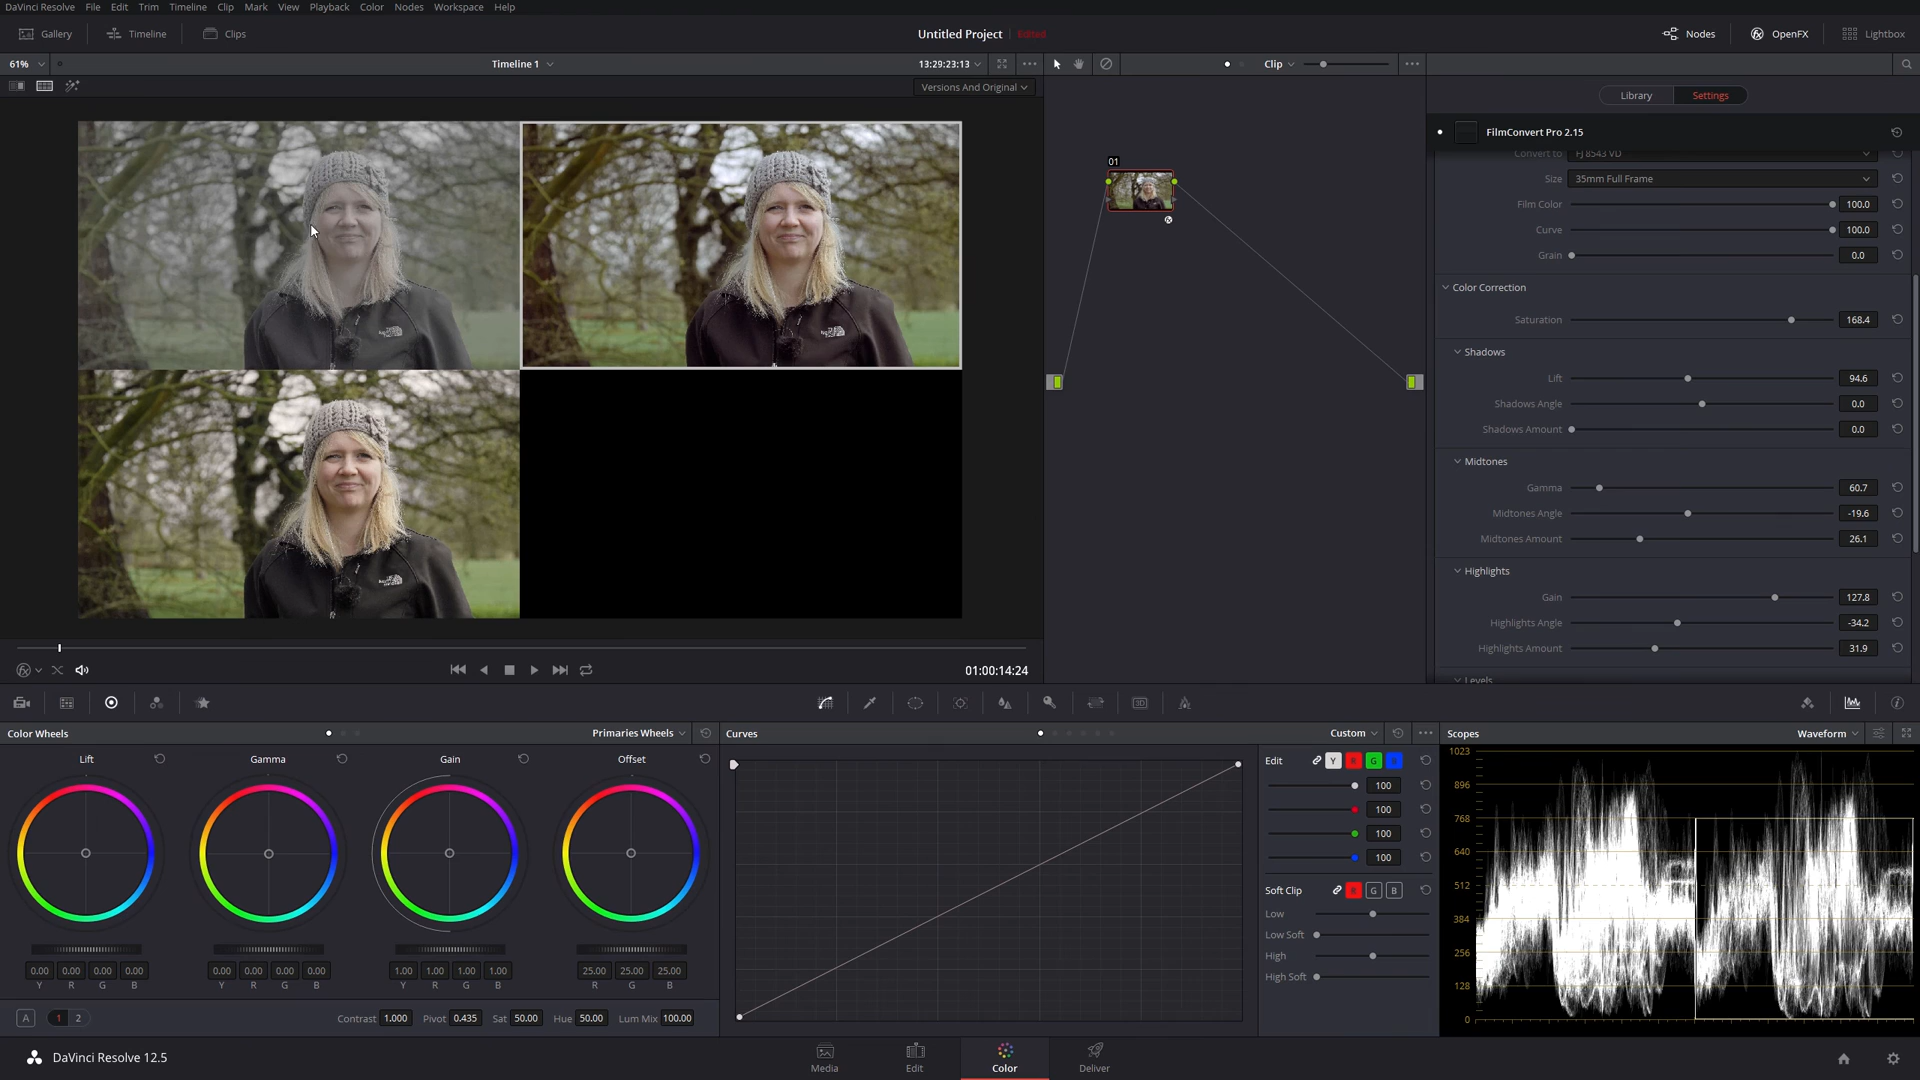 DaVinci Resolve File Edit Trim Timeline Clip Mark View Playback Color Nodes Workspace Help
Gallery Timeline Clips Untitled Project Edited Nodes OpenFX Lightbox
61% Timeline 1 13:29:23:13 Clip
Versions And Original
Library Settings
FilmConvert Pro 2.15
Convert to FJ 8543 VD
Size 35mm Full Frame
Film Color 100.0
Curve 100.0
Grain 0.0
Color Correction
Saturation 168.4
Shadows
Lift 94.6
Shadows Angle 0.0
Shadows Amount 0.0
Midtones
Gamma 60.7
Midtones Angle -19.6
Midtones Amount 26.1
Highlights
Gain 127.8
Highlights Angle -34.2
Highlights Amount 31.9
Levels
01
01:00:14:24
Color Wheels Primaries Wheels Curves Custom Scopes Waveform
Lift Gamma Gain Offset
Edit Y R G B
100
100
100
100
Soft Clip R G B
Low
Low Soft
High
High Soft
1023
896
768
640
512
384
256
128
0
0.00 0.00 0.00 0.00 0.00 0.00 0.00 0.00 1.00 1.00 1.00 1.00 25.00 25.00 25.00
Y R G B Y R G B Y R G B R G B
A 1 2 Contrast 1.000 Pivot 0.435 Sat 50.00 Hue 50.00 Lum Mix 100.00
DaVinci Resolve 12.5 Media Edit Color Deliver